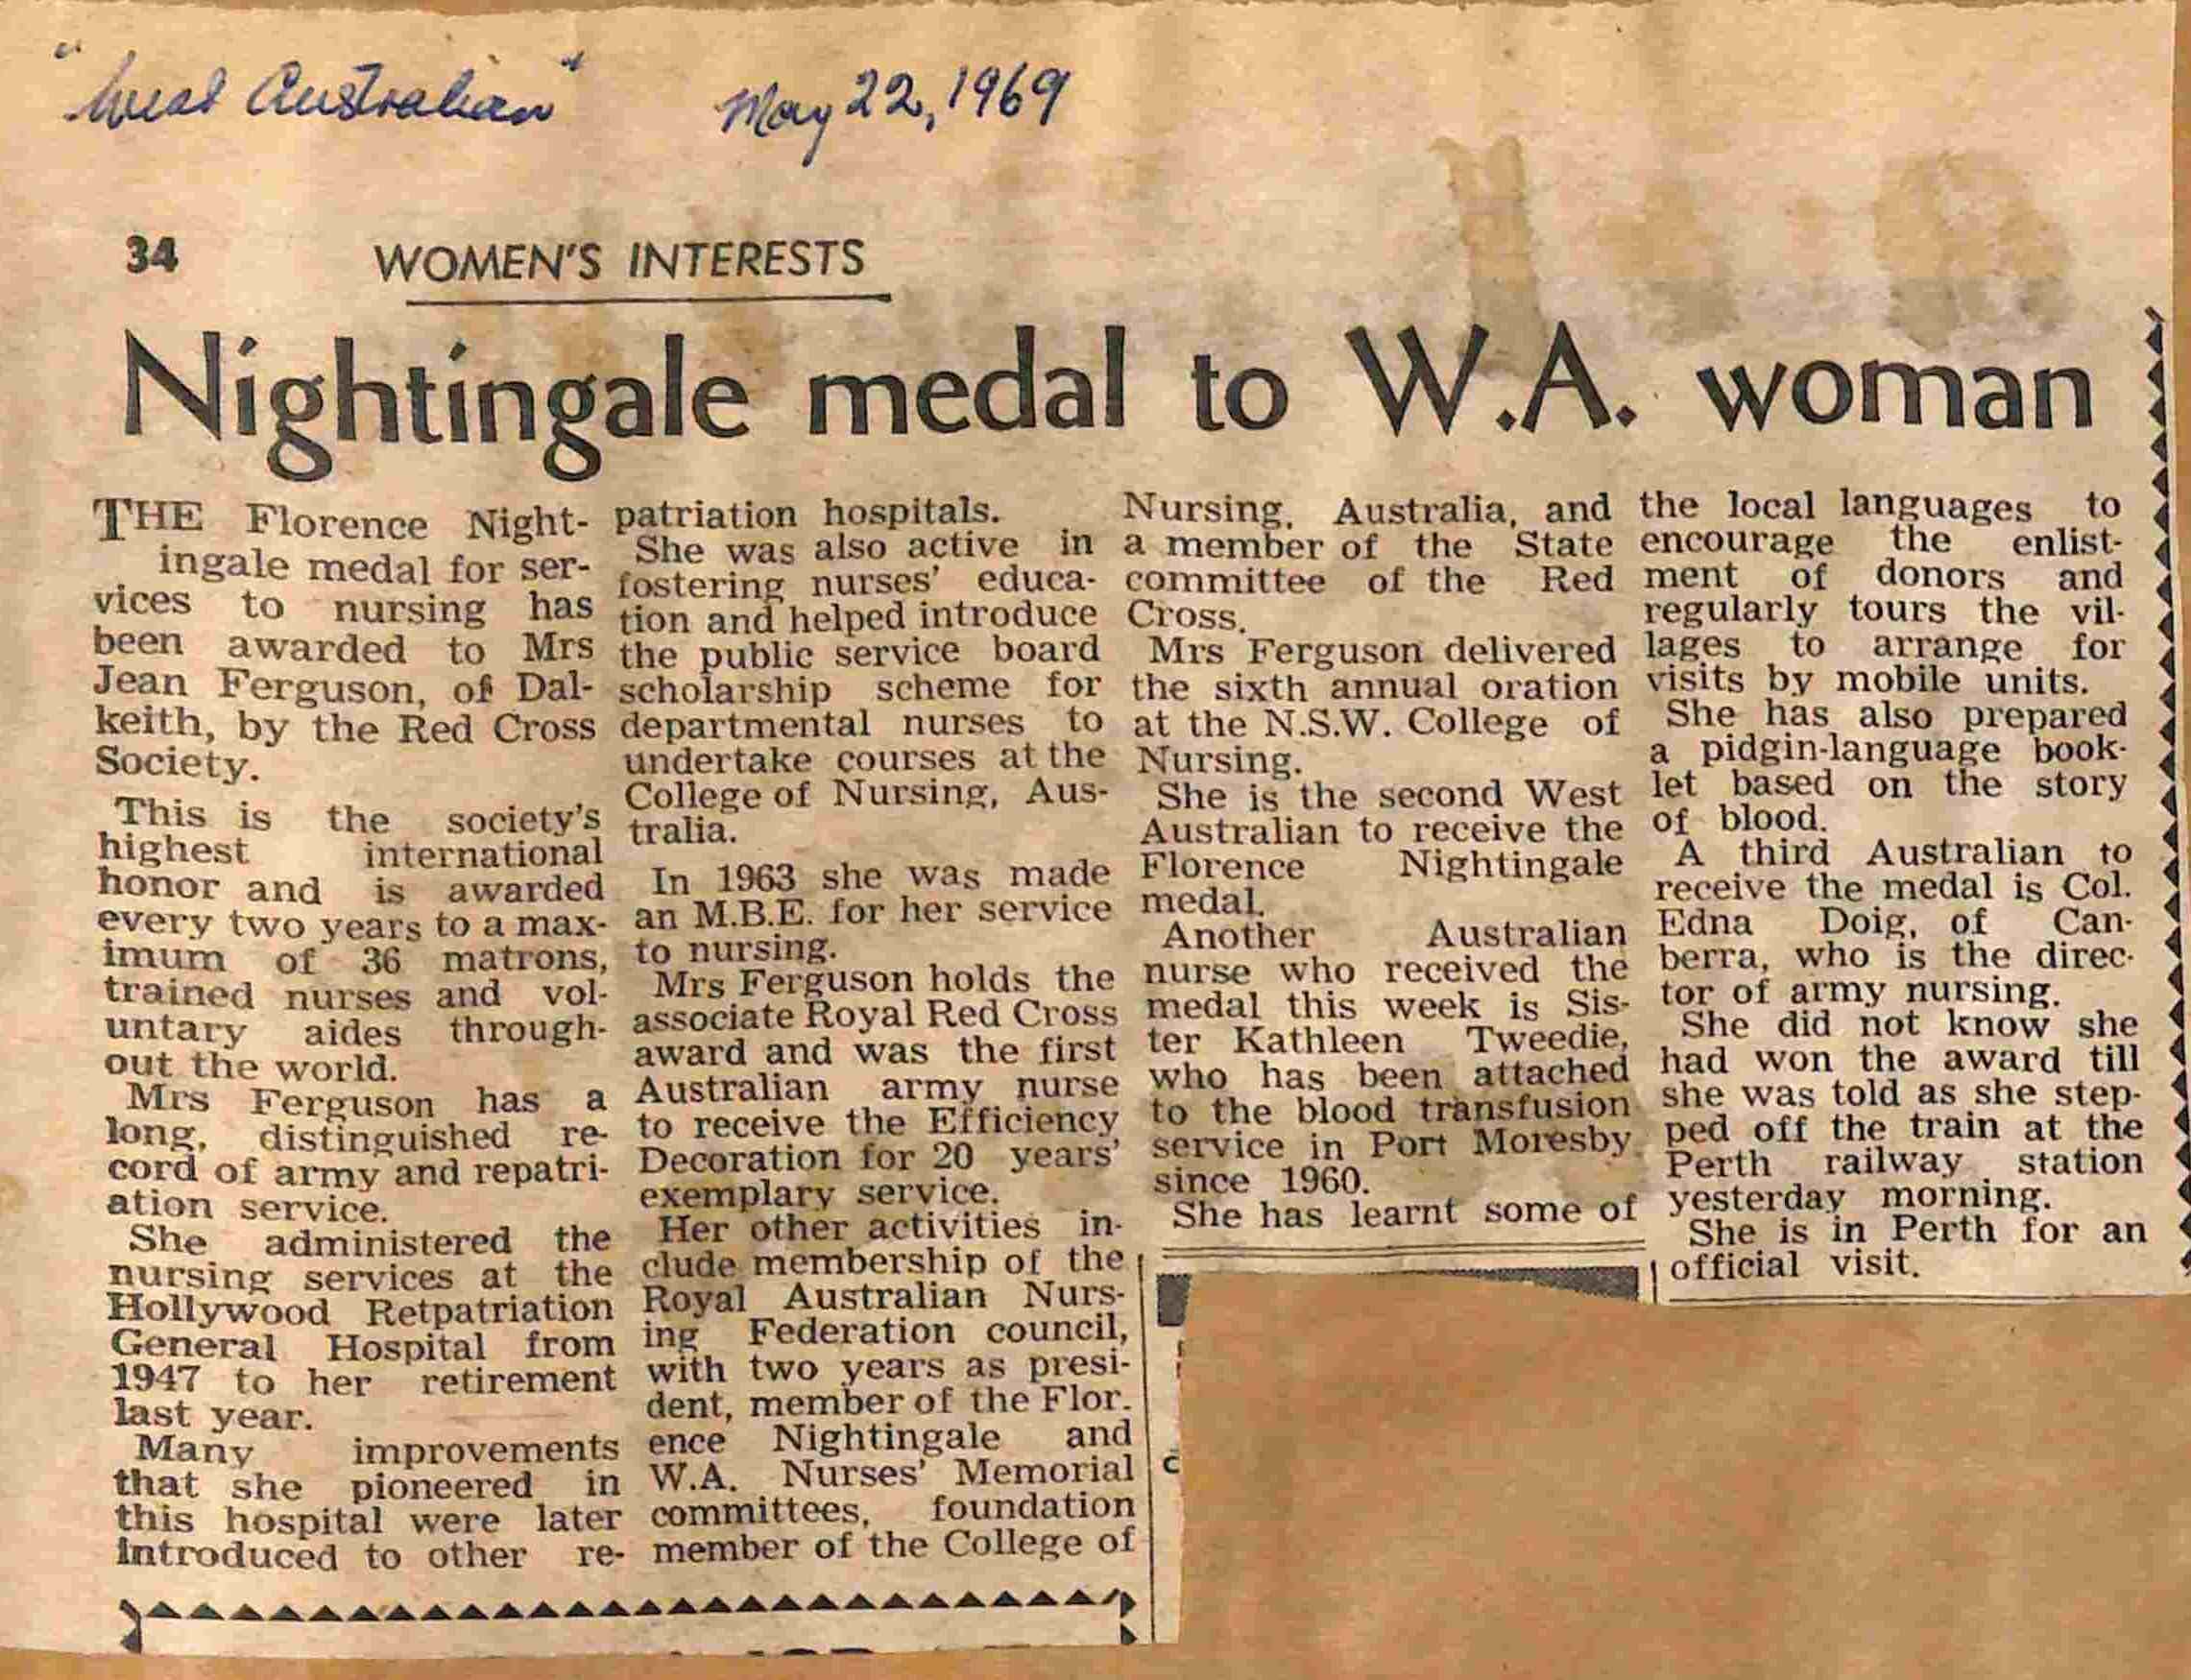 "West Australian" May 22, 1969
34 WOMEN'S INTERESTS
Nightingale medal to W.A. woman
THE Florence Night-
ingale medal for ser-
vices to nursing has
been awarded to Mrs
Jean Ferguson, of Dal-
keith, by the Red Cross
Society.
This is the society's
highest international
honor and is awarded
every two years to a max-
imum of 36 matrons,
trained nurses and vol-
untary aides through-
out the world.
Mrs Ferguson has a
long, distinguished re-
cord of army and repatri-
ation service.
She administered the
nursing services at the
Hollywood Retpatriation
General Hospital from
1947 to her retirement
last year.
Many improvements
that she pioneered in
this hospital were later
introduced to other re-
patriation hospitals.
She was also active in
fostering nurses' educa-
tion and helped introduce
the public service board
scholarship scheme for
departmental nurses to
undertake courses at the
College of Nursing, Aus-
tralia.
In 1963 she was made
an M.B.E. for her service
to nursing.
Mrs Ferguson holds the
associate Royal Red Cross
award and was the first
Australian army nurse
to receive the Efficiency
Decoration for 20 years'
exemplary service.
Her other activities in-
clude membership of the
Royal Australian Nurs-
ing Federation council,
with two years as presi-
dent, member of the Flor.
ence Nightingale and
W.A. Nurses' Memorial
committees, foundation
member of the College of
Nursing, Australia, and
a member of the State
committee of the Red
Cross.
Mrs Ferguson delivered
the sixth annual oration
at the N.S.W. College of
Nursing.
She is the second West
Australian to receive the
Florence Nightingale
medal.
Another Australian
nurse who received the
medal this week is Sis-
ter Kathleen Tweedie,
who has been attached
to the blood transfusion
service in Port Moresby
since 1960.
She has learnt some of
the local languages to
encourage the enlist-
ment of donors and
regularly tours the vil-
lages to arrange for
visits by mobile units.
She has also prepared
a pidgin-language book-
let based on the story
of blood.
A third Australian to
receive the medal is Col.
Edna Doig, of Can-
berra, who is the direc-
tor of army nursing.
She did not know she
had won the award till
she was told as she step-
ped off the train at the
Perth railway station
yesterday morning.
She is in Perth for an
official visit.